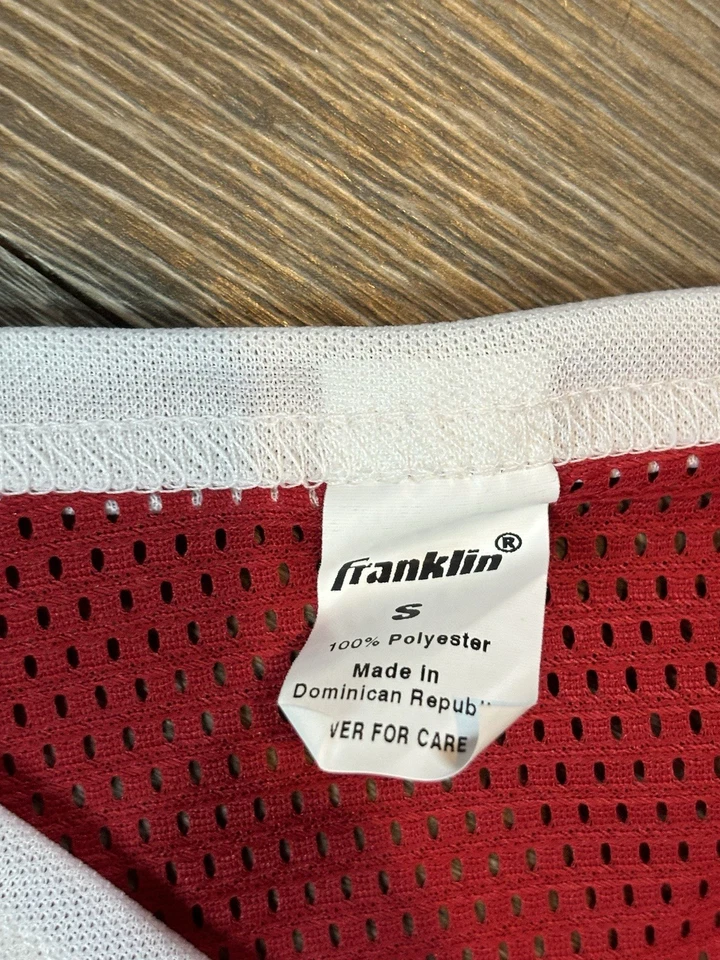 franklin®
S
100% Polyester
Made in
Dominican Repub
VER FOR CARE